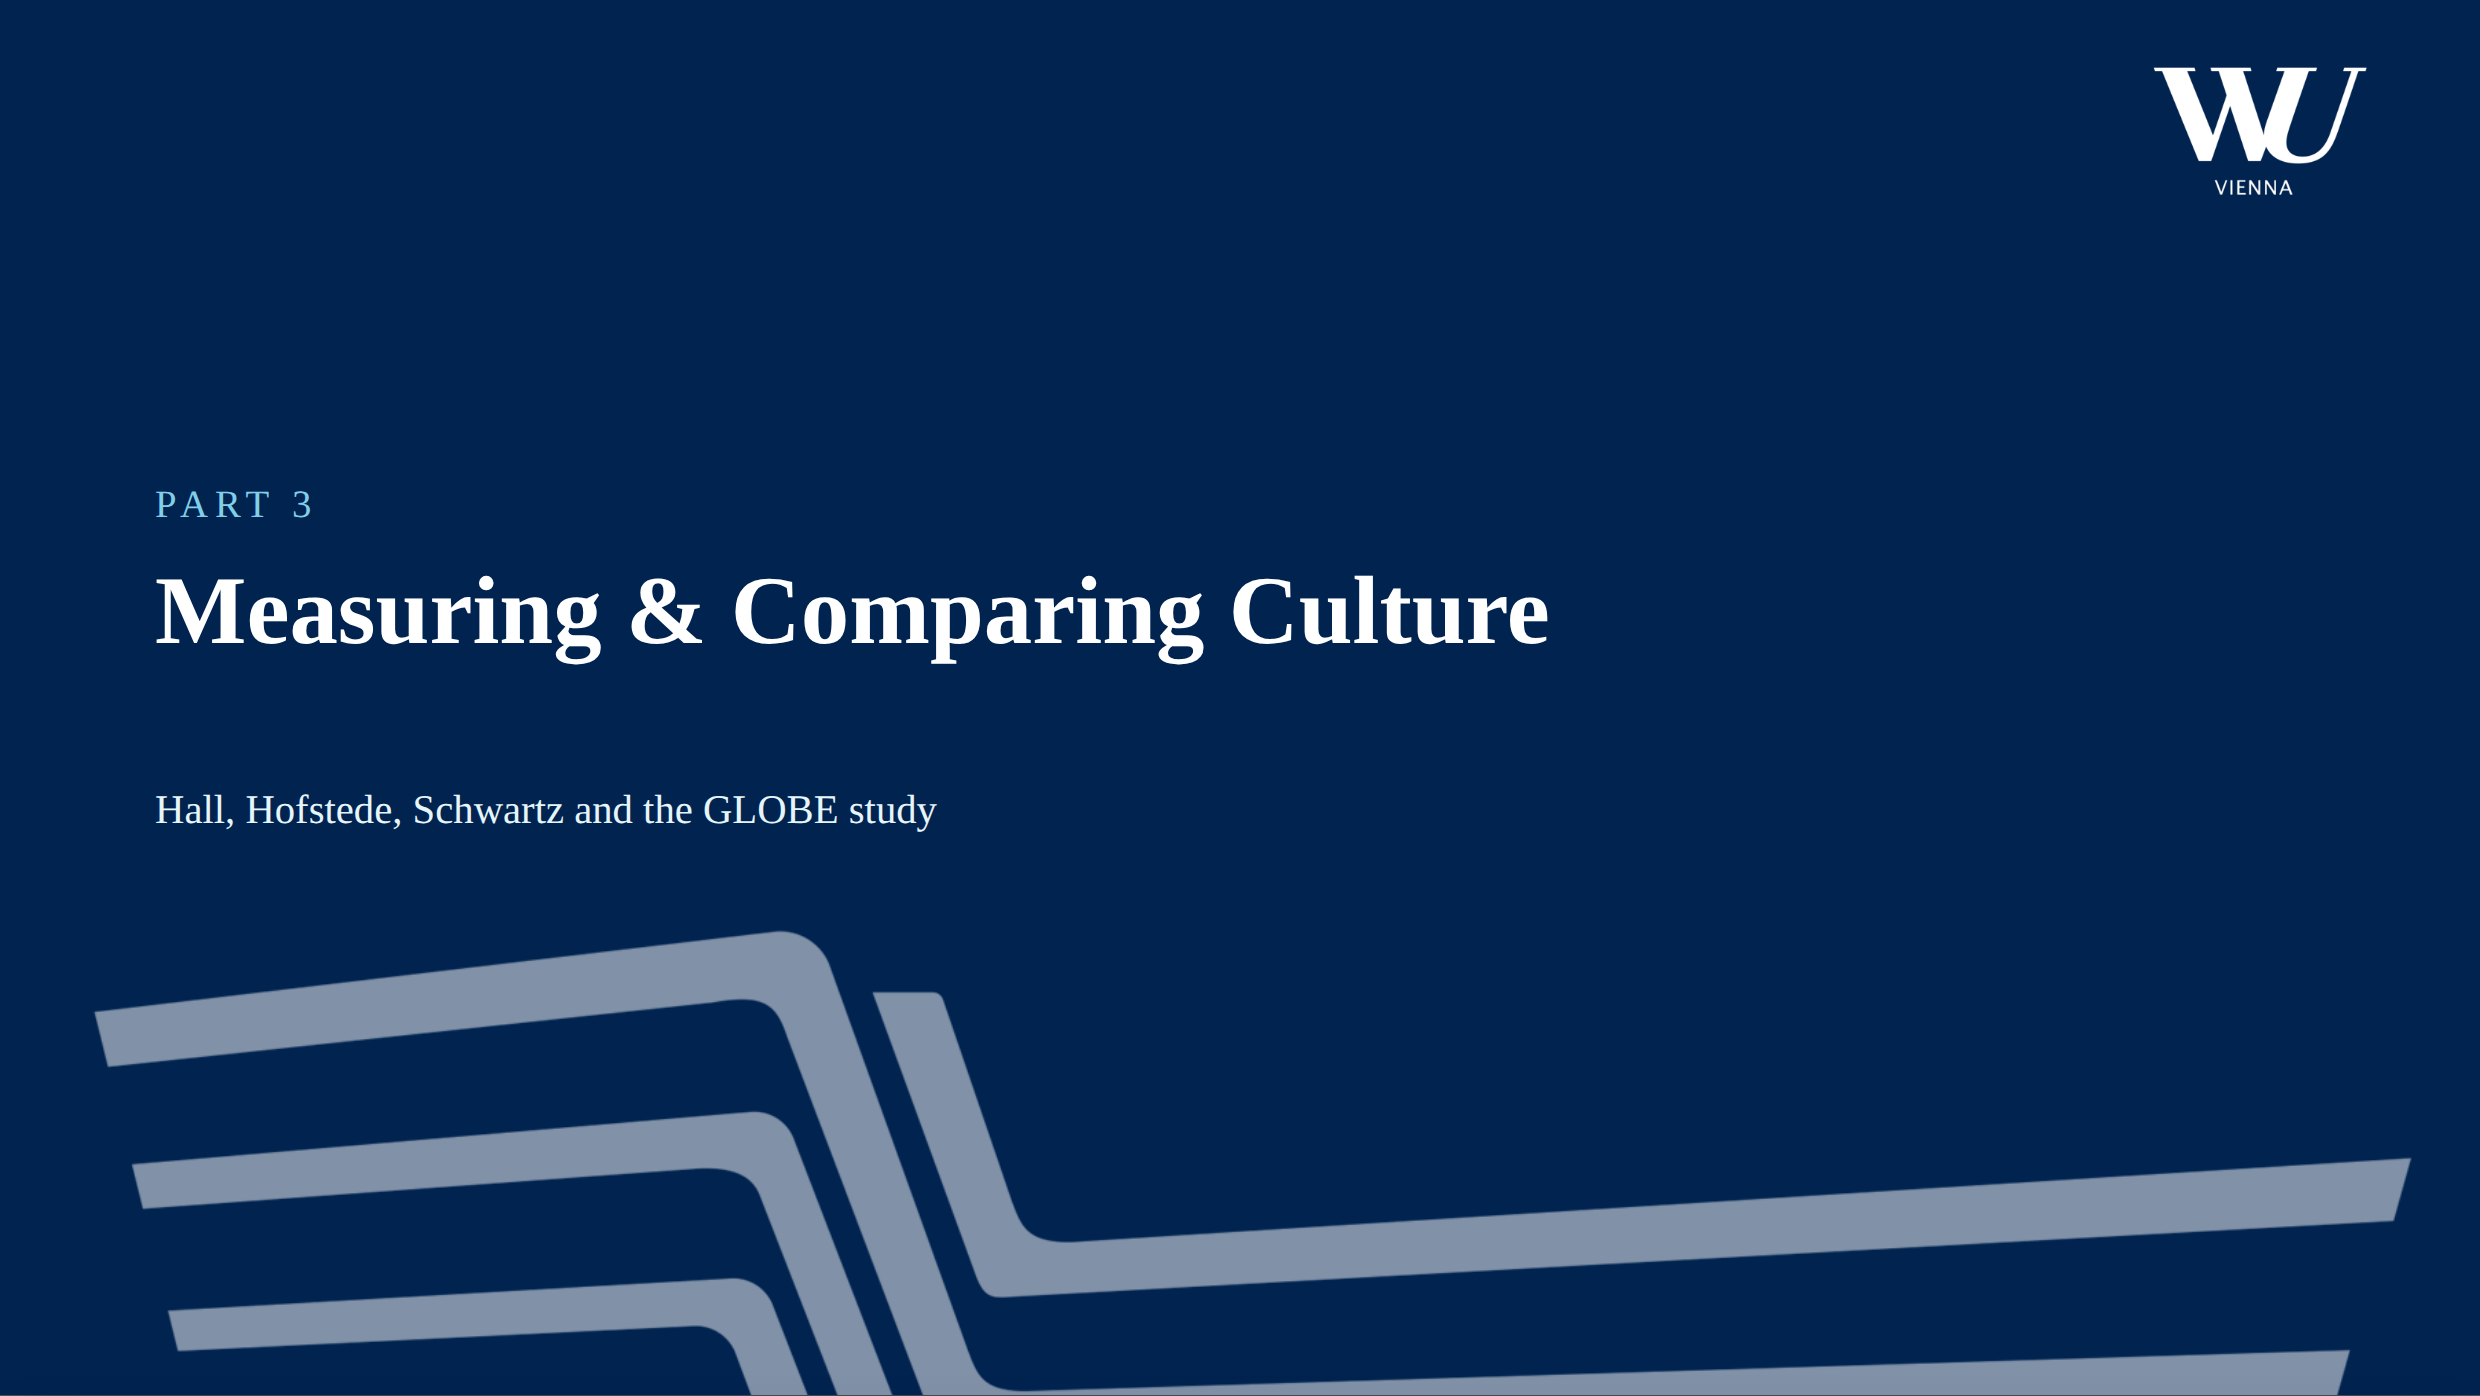 WU
VIENNA
PART 3
Measuring & Comparing Culture
Hall, Hofstede, Schwartz and the GLOBE study